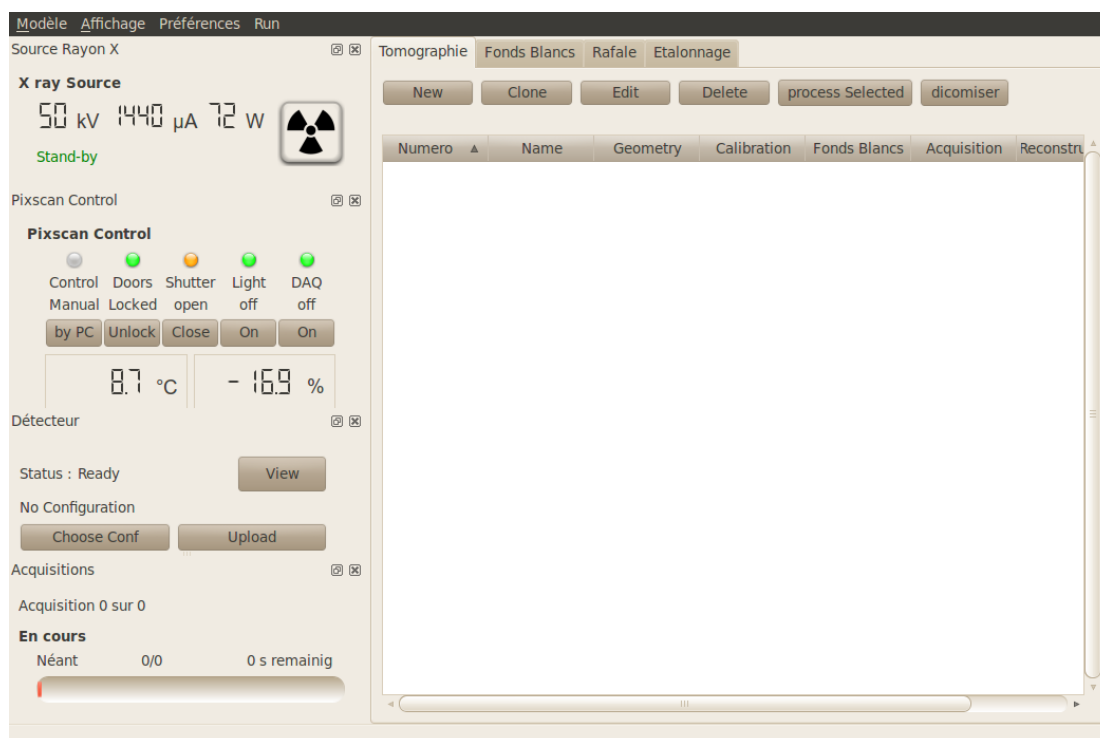 Modèle Affichage Préférences Run
Source Rayon X
X ray Source
50 kV 1440 µA 72 W
Stand-by
Pixscan Control
Pixscan Control
Control Doors Shutter Light DAQ
Manual Locked open off off
by PC Unlock Close On On
8.7 °C - 16.9 %
Détecteur
Status : Ready View
No Configuration
Choose Conf Upload
Acquisitions
Acquisition 0 sur 0
En cours
Néant 0/0 0 s remainig
Tomographie Fonds Blancs Rafale Etalonnage
New Clone Edit Delete process Selected dicomiser
Numero Name Geometry Calibration Fonds Blancs Acquisition Reconstru